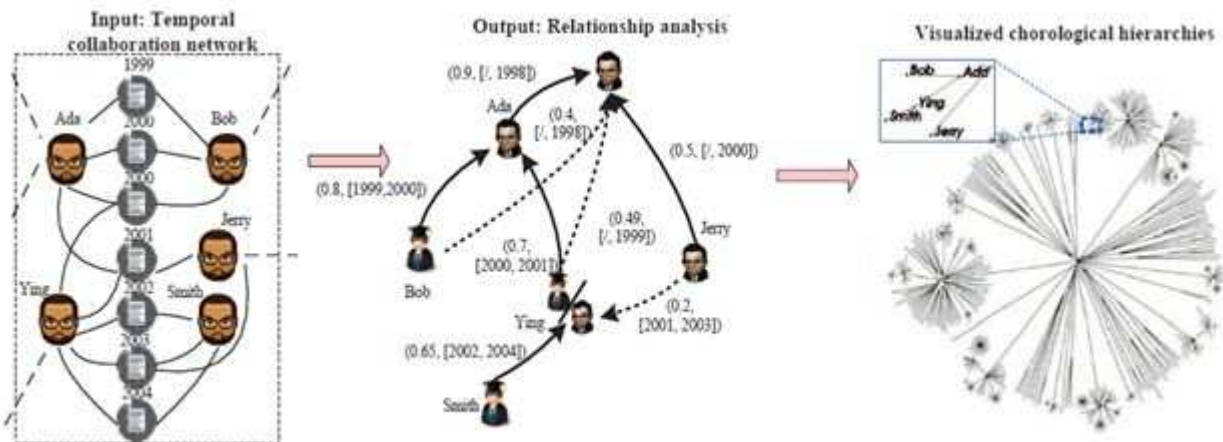 Input: Temporal
collaboration network
1999
Ada
Bob
2000
2000
2001
Jerry
Ying
2002
Smith
2003
2004
Output: Relationship analysis
(0.9, [/, 1998])
Ada
(0.4,
[/, 1998])
(0.5, [/, 2000])
(0.8, [1999,2000])
(0.49,
[/, 1999])
Jerry
(0.7,
[2000, 2001])
Bob
Ying
(0.2,
[2001, 2003])
(0.65, [2002, 2004])
Smith
Visualized chorological hierarchies
Bob
Ying
Smith
Jerry